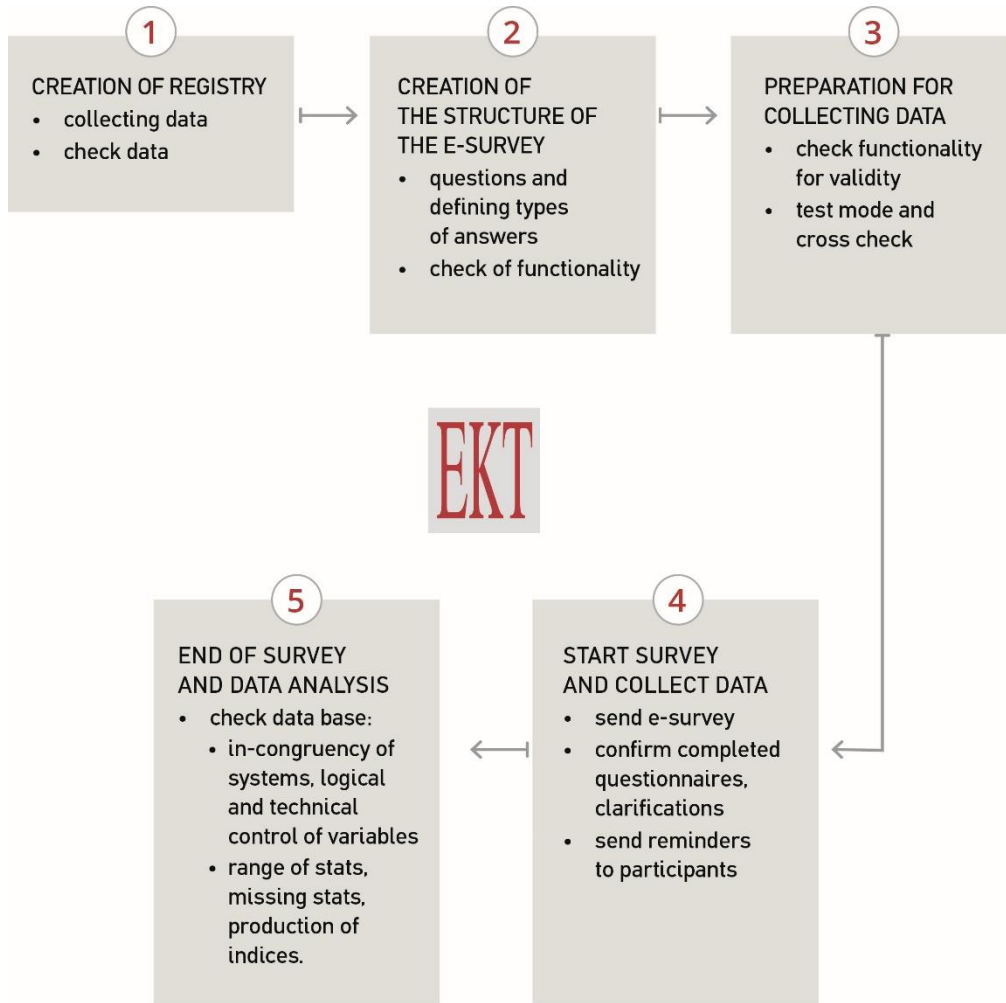 1
CREATION OF REGISTRY
• collecting data
• check data
2
CREATION OF
THE STRUCTURE OF
THE E-SURVEY
• questions and
defining types
of answers
• check of functionality
3
PREPARATION FOR
COLLECTING DATA
• check functionality
for validity
• test mode and
cross check
EKT
4
START SURVEY
AND COLLECT DATA
• send e-survey
• confirm completed
questionnaires,
clarifications
• send reminders
to participants
5
END OF SURVEY
AND DATA ANALYSIS
• check data base:
• in-congruency of
systems, logical
and technical
control of variables
• range of stats,
missing stats,
production of
indices.